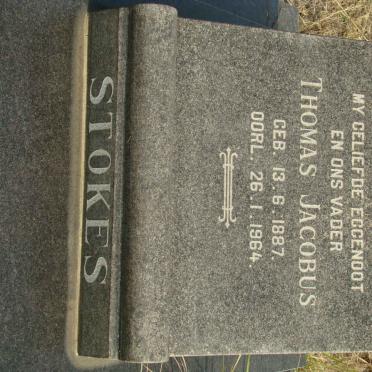 MY GELIEFDE EGGENOOT
EN ONS VADER
THOMAS JACOBUS
GEB 13.6.1887.
OORL. 26.1.1964.
STOKES